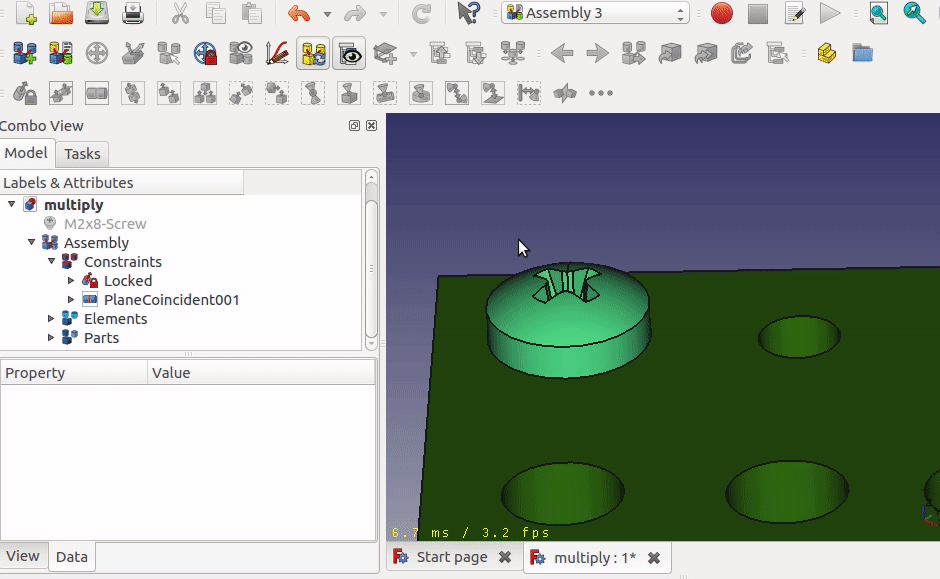 Assembly 3
Combo View
Model Tasks
Labels & Attributes
multiply
M2x8-Screw
Assembly
Constraints
Locked
PlaneCoincident001
Elements
Parts
Property Value
6.7 ms / 3.2 fps
View Data
Start page multiply : 1*